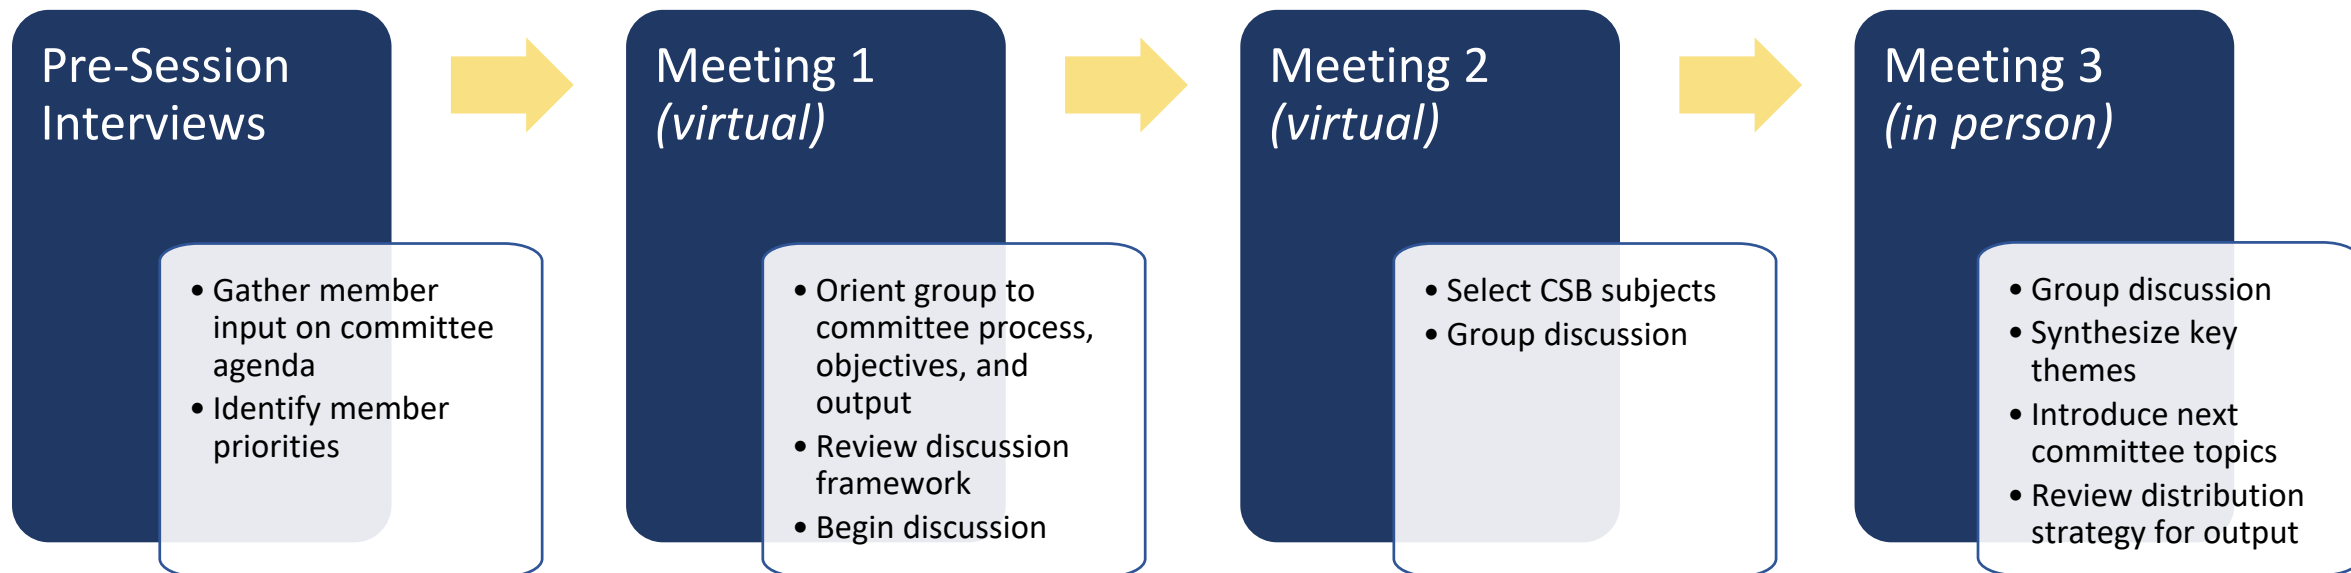 Pre-Session
Interviews
• Gather member
input on committee
agenda
• Identify member
priorities
Meeting 1
(virtual)
• Orient group to
committee process,
objectives, and
output
• Review discussion
framework
• Begin discussion
Meeting 2
(virtual)
• Select CSB subjects
• Group discussion
Meeting 3
(in person)
• Group discussion
• Synthesize key
themes
• Introduce next
committee topics
• Review distribution
strategy for output